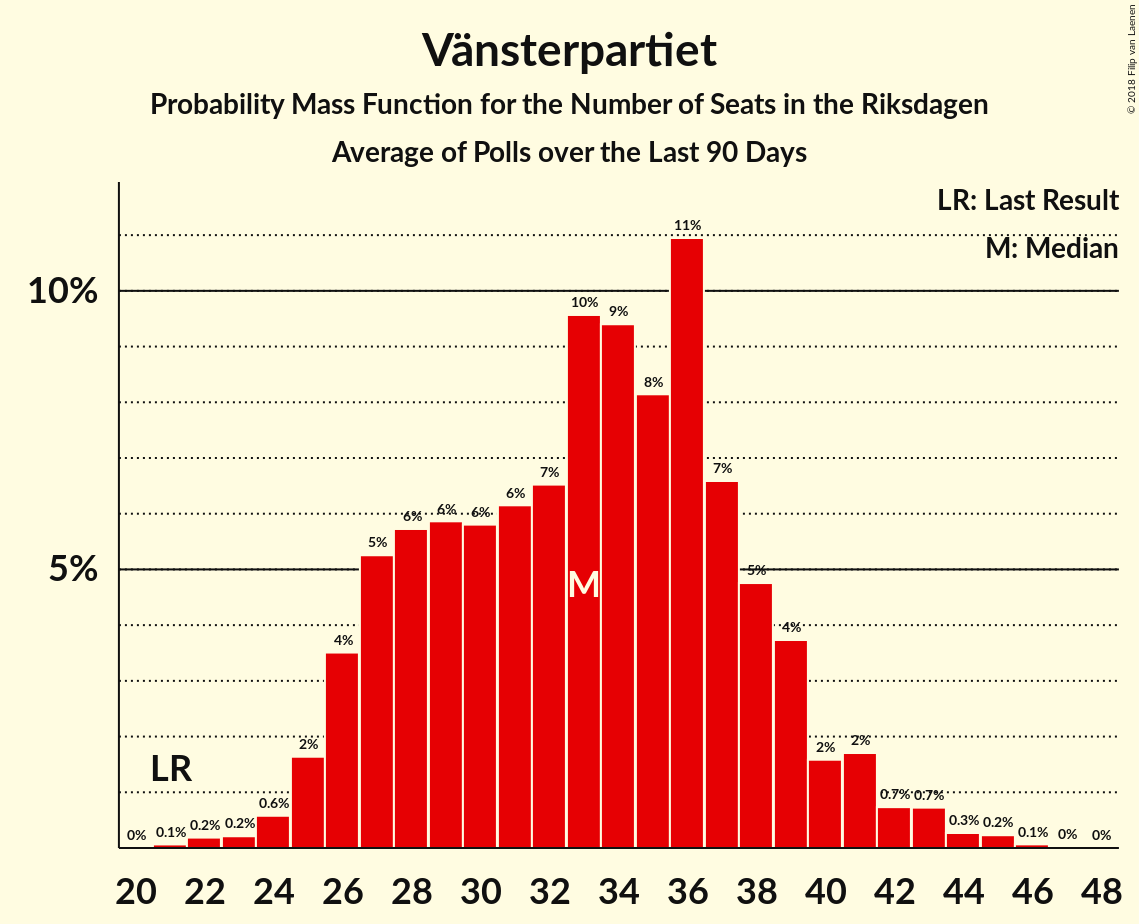 Vänsterpartiet
Probability Mass Function for the Number of Seats in the Riksdagen
Average of Polls over the Last 90 Days
© 2018 Filip van Laenen
LR: Last Result
M: Median
10%
5%
0% 0.1% 0.2% 0.2% 0.6% 2% 4% 5% 6% 6% 6% 6% 7% 10% 9% 8% 11% 7% 5% 4% 2% 2% 0.7% 0.7% 0.3% 0.2% 0.1% 0% 0%
LR
M
20 22 24 26 28 30 32 34 36 38 40 42 44 46 48